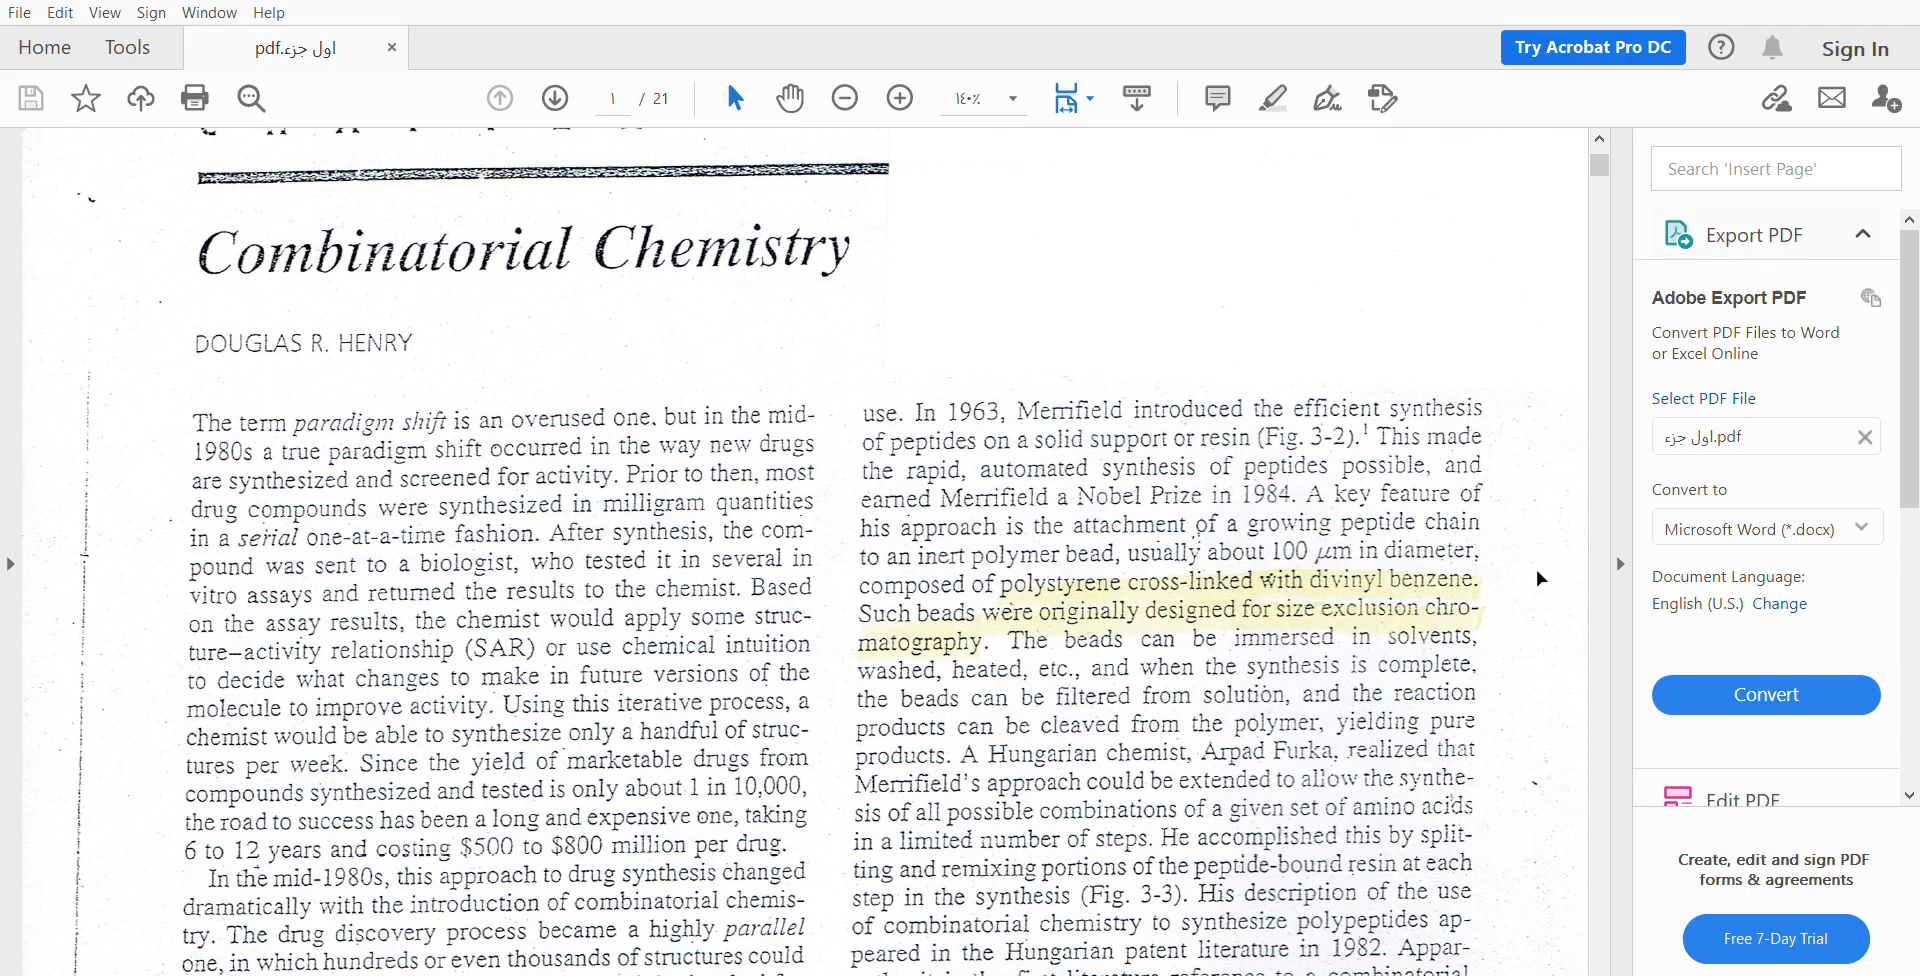 File Edit View Sign Window Help
Home Tools اول جزء.pdf × Try Acrobat Pro DC ? Sign In
١ / 21 ١٤٠٪
Combinatorial Chemistry
DOUGLAS R. HENRY
The term paradigm shift is an overused one, but in the mid-
1980s a true paradigm shift occurred in the way new drugs
are synthesized and screened for activity. Prior to then, most
drug compounds were synthesized in milligram quantities
in a serial one-at-a-time fashion. After synthesis, the com-
pound was sent to a biologist, who tested it in several in
vitro assays and returned the results to the chemist. Based
on the assay results, the chemist would apply some struc-
ture–activity relationship (SAR) or use chemical intuition
to decide what changes to make in future versions of the
molecule to improve activity. Using this iterative process, a
chemist would be able to synthesize only a handful of struc-
tures per week. Since the yield of marketable drugs from
compounds synthesized and tested is only about 1 in 10,000,
the road to success has been a long and expensive one, taking
6 to 12 years and costing $500 to $800 million per drug.
In the mid-1980s, this approach to drug synthesis changed
dramatically with the introduction of combinatorial chemis-
try. The drug discovery process became a highly parallel
one, in which hundreds or even thousands of structures could
use. In 1963, Merrifield introduced the efficient synthesis
of peptides on a solid support or resin (Fig. 3-2).¹ This made
the rapid, automated synthesis of peptides possible, and
earned Merrifield a Nobel Prize in 1984. A key feature of
his approach is the attachment of a growing peptide chain
to an inert polymer bead, usually about 100 μm in diameter,
composed of polystyrene cross-linked with divinyl benzene.
Such beads were originally designed for size exclusion chro-
matography. The beads can be immersed in solvents,
washed, heated, etc., and when the synthesis is complete,
the beads can be filtered from solution, and the reaction
products can be cleaved from the polymer, yielding pure
products. A Hungarian chemist, Arpad Furka, realized that
Merrifield's approach could be extended to allow the synthe-
sis of all possible combinations of a given set of amino acids
in a limited number of steps. He accomplished this by split-
ting and remixing portions of the peptide-bound resin at each
step in the synthesis (Fig. 3-3). His description of the use
of combinatorial chemistry to synthesize polypeptides ap-
peared in the Hungarian patent literature in 1982. Appar-
Search 'Insert Page'
Export PDF
Adobe Export PDF
Convert PDF Files to Word
or Excel Online
Select PDF File
اول جزء.pdf
Convert to
Microsoft Word (*.docx)
Document Language:
English (U.S.) Change
Convert
Edit PDF
Create, edit and sign PDF
forms & agreements
Free 7-Day Trial